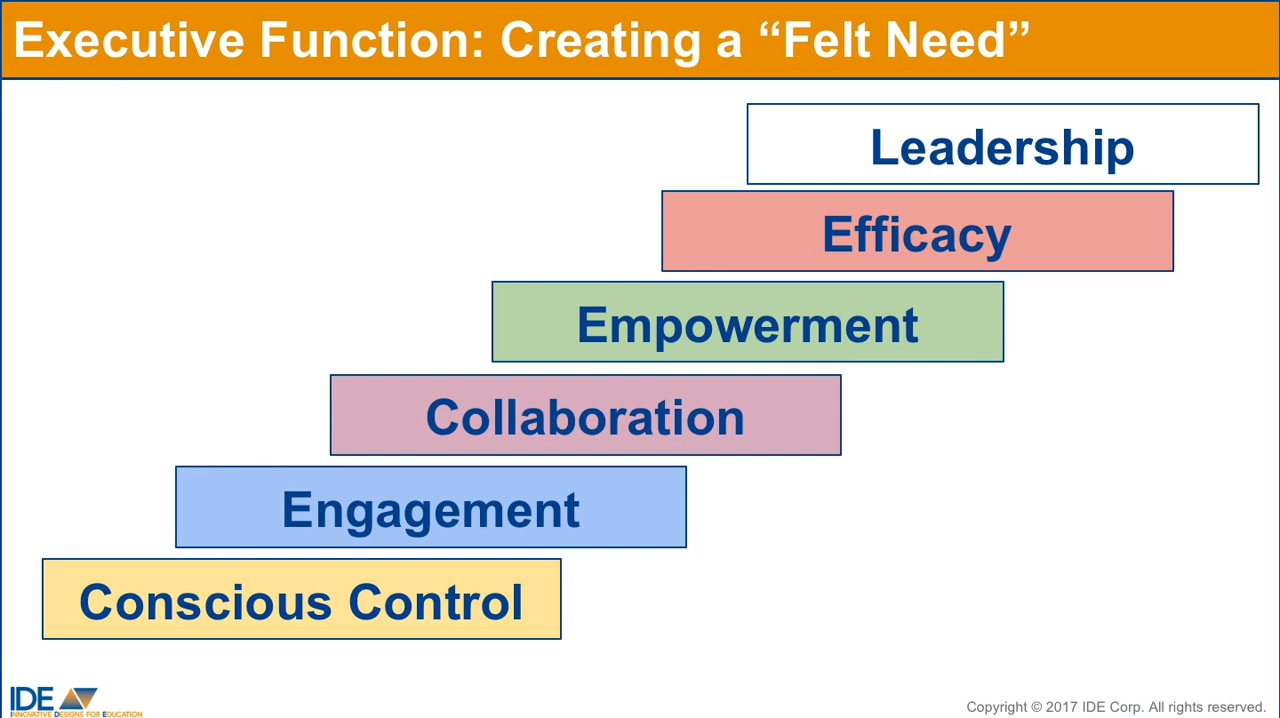 Executive Function: Creating a “Felt Need”
Leadership
Efficacy
Empowerment
Collaboration
Engagement
Conscious Control
IDE
INNOVATIVE DESIGNS FOR EDUCATION
Copyright © 2017 IDE Corp. All rights reserved.